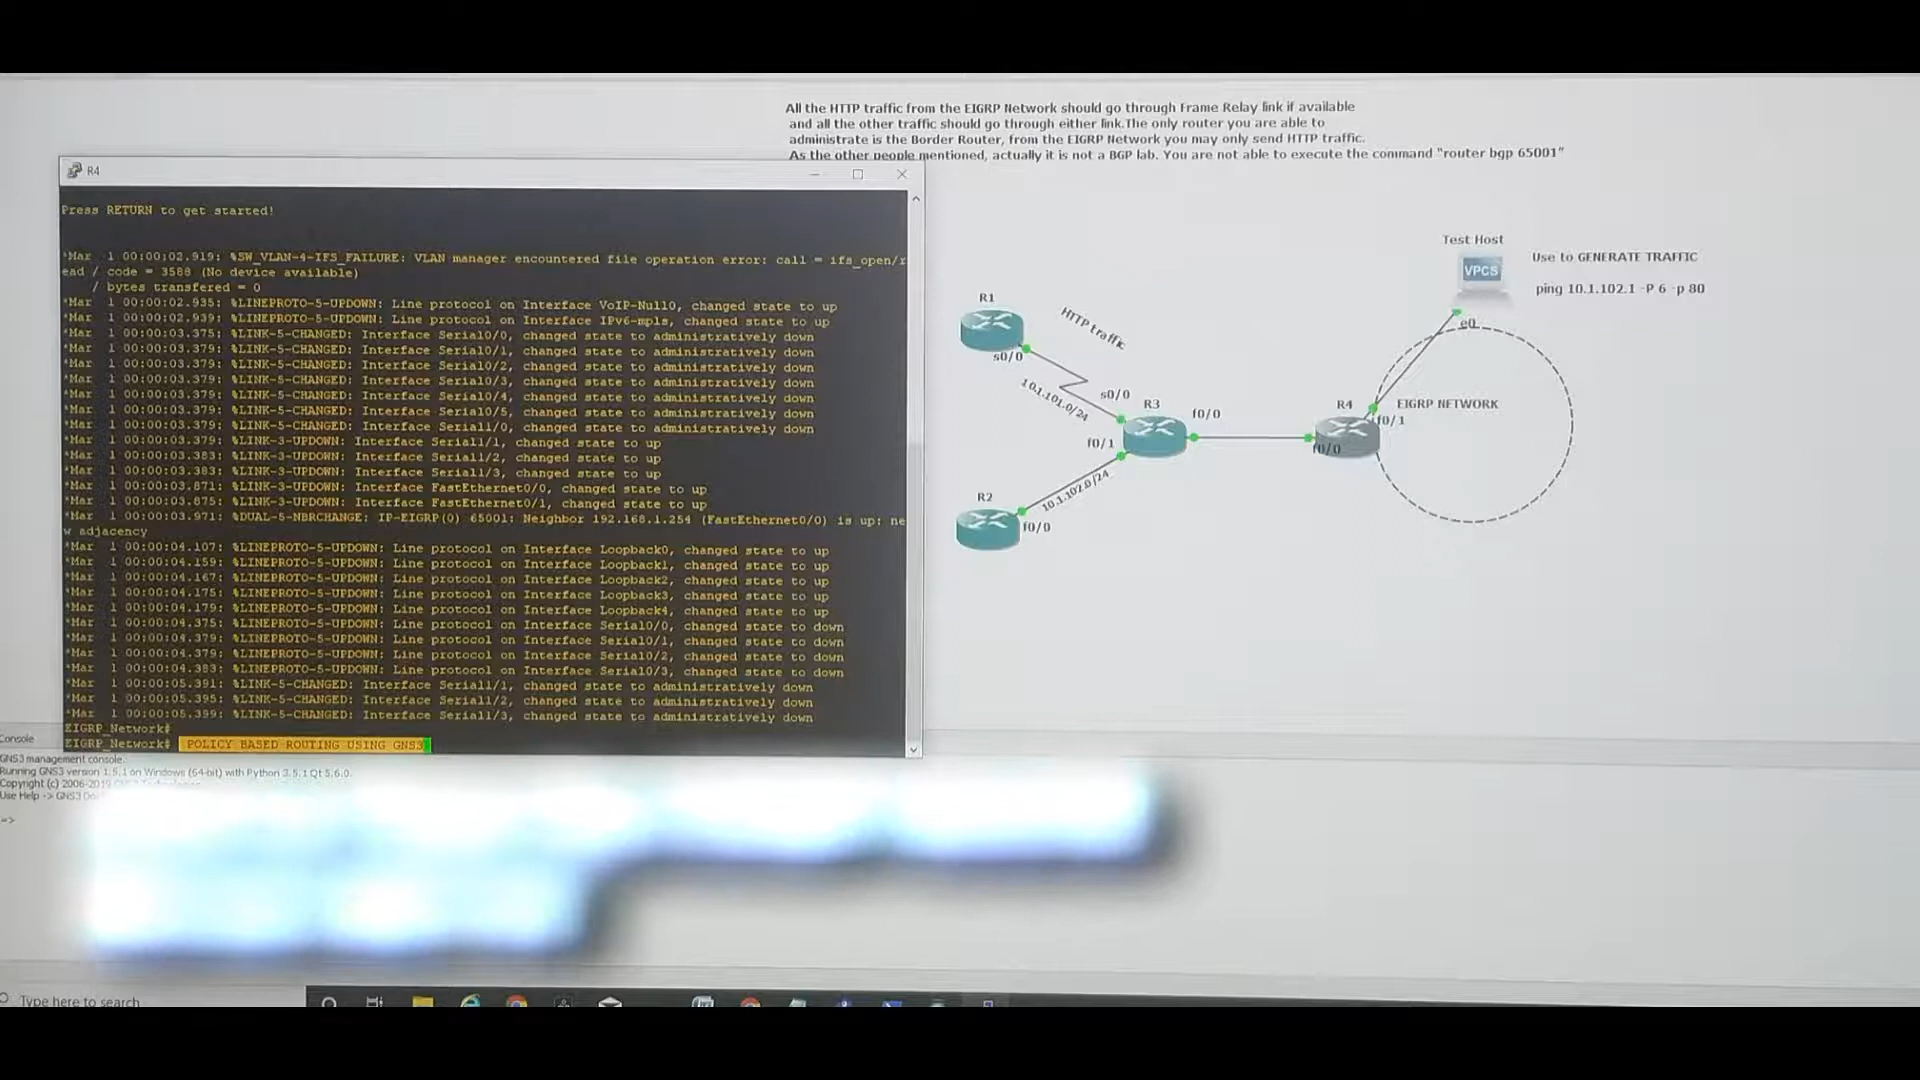 All the HTTP traffic from the EIGRP Network should go through Frame Relay link if available
and all the other traffic should go through either link.The only router you are able to
administrate is the Border Router, from the EIGRP Network you may only send HTTP traffic.
As the other people mentioned, actually it is not a BGP lab. You are not able to execute the command "router bgp 65001"
R4
Press RETURN to get started!
*Mar 1 00:00:02.919: %SW_VLAN-4-IFS_FAILURE: VLAN manager encountered file operation error: call = ifs_open/r
ead / code = 3588 (No device available)
/ bytes transfered = 0
*Mar 1 00:00:02.935: %LINEPROTO-5-UPDOWN: Line protocol on Interface VoIP-Null0, changed state to up
*Mar 1 00:00:02.939: %LINEPROTO-5-UPDOWN: Line protocol on Interface IPv6-mpls, changed state to up
*Mar 1 00:00:03.375: %LINK-5-CHANGED: Interface Serial0/0, changed state to administratively down
*Mar 1 00:00:03.379: %LINK-5-CHANGED: Interface Serial0/1, changed state to administratively down
*Mar 1 00:00:03.379: %LINK-5-CHANGED: Interface Serial0/2, changed state to administratively down
*Mar 1 00:00:03.379: %LINK-5-CHANGED: Interface Serial0/3, changed state to administratively down
*Mar 1 00:00:03.379: %LINK-5-CHANGED: Interface Serial0/4, changed state to administratively down
*Mar 1 00:00:03.379: %LINK-5-CHANGED: Interface Serial0/5, changed state to administratively down
*Mar 1 00:00:03.379: %LINK-5-CHANGED: Interface Serial1/0, changed state to administratively down
*Mar 1 00:00:03.379: %LINK-3-UPDOWN: Interface Serial1/1, changed state to up
*Mar 1 00:00:03.383: %LINK-3-UPDOWN: Interface Serial1/2, changed state to up
*Mar 1 00:00:03.383: %LINK-3-UPDOWN: Interface Serial1/3, changed state to up
*Mar 1 00:00:03.871: %LINK-3-UPDOWN: Interface FastEthernet0/0, changed state to up
*Mar 1 00:00:03.875: %LINK-3-UPDOWN: Interface FastEthernet0/1, changed state to up
*Mar 1 00:00:03.971: %DUAL-5-NBRCHANGE: IP-EIGRP(0) 65001: Neighbor 192.168.1.254 (FastEthernet0/0) is up: ne
w adjacency
*Mar 1 00:00:04.107: %LINEPROTO-5-UPDOWN: Line protocol on Interface Loopback0, changed state to up
*Mar 1 00:00:04.159: %LINEPROTO-5-UPDOWN: Line protocol on Interface Loopback1, changed state to up
*Mar 1 00:00:04.167: %LINEPROTO-5-UPDOWN: Line protocol on Interface Loopback2, changed state to up
*Mar 1 00:00:04.175: %LINEPROTO-5-UPDOWN: Line protocol on Interface Loopback3, changed state to up
*Mar 1 00:00:04.179: %LINEPROTO-5-UPDOWN: Line protocol on Interface Loopback4, changed state to up
*Mar 1 00:00:04.375: %LINEPROTO-5-UPDOWN: Line protocol on Interface Serial0/0, changed state to down
*Mar 1 00:00:04.379: %LINEPROTO-5-UPDOWN: Line protocol on Interface Serial0/1, changed state to down
*Mar 1 00:00:04.379: %LINEPROTO-5-UPDOWN: Line protocol on Interface Serial0/2, changed state to down
*Mar 1 00:00:04.383: %LINEPROTO-5-UPDOWN: Line protocol on Interface Serial0/3, changed state to down
*Mar 1 00:00:05.391: %LINK-5-CHANGED: Interface Serial1/1, changed state to administratively down
*Mar 1 00:00:05.395: %LINK-5-CHANGED: Interface Serial1/2, changed state to administratively down
*Mar 1 00:00:05.399: %LINK-5-CHANGED: Interface Serial1/3, changed state to administratively down
EIGRP_Network#
EIGRP_Network# POLICY BASED ROUTING USING GNS3
Test Host
VPCS
Use to GENERATE TRAFFIC
ping 10.1.102.1 -P 6 -p 80
e0
R1
HTTP traffic
s0/0
10.1.101.0/24
s0/0
R3
f0/0
f0/1
R4
EIGRP NETWORK
f0/1
f0/0
R2
10.1.102.0/24
f0/0
Console
GNS3 management console.
Running GNS3 version 1.5.1 on Windows (64-bit) with Python 3.5.1 Qt 5.6.0.
Copyright (c) 2006-2019
Use Help -> GNS3
=>
Type here to search